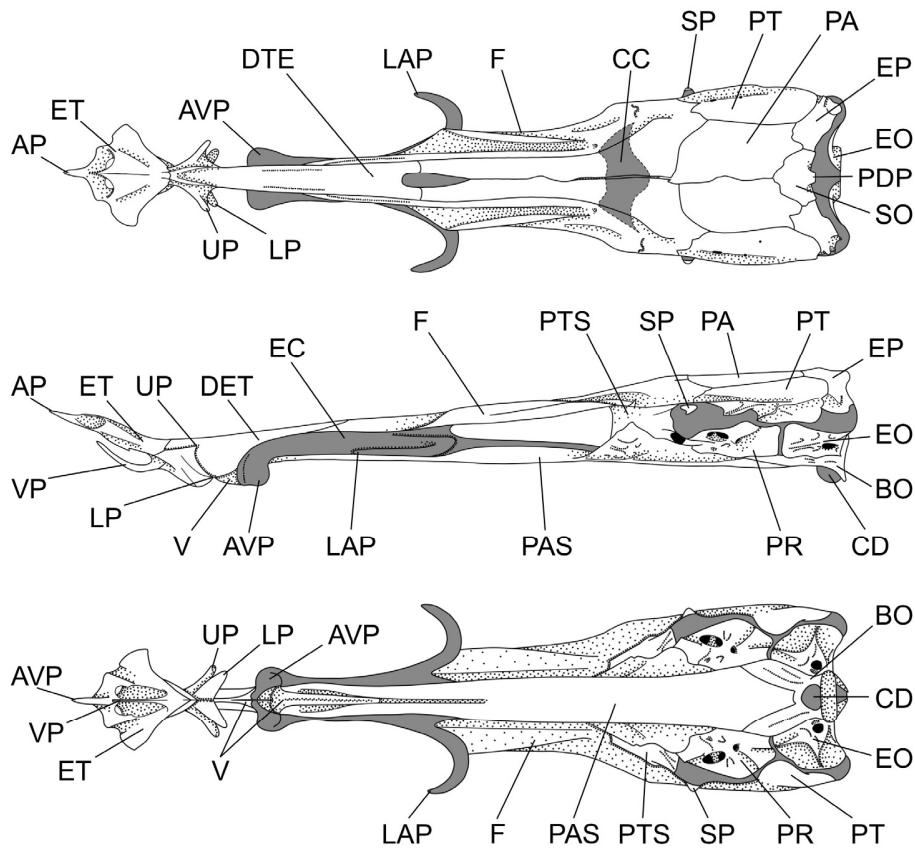 SP PT PA
DTE LAP F CC EP
ET AVP
AP EO
PDP
SO
UP LP
F PTS SP PA PT
EC EP
AP ET UP DET
EO
VP BO
LP
V AVP LAP PAS PR CD
UP LP AVP BO
AVP CD
VP
ET V EO
LAP F PAS PTS SP PR PT